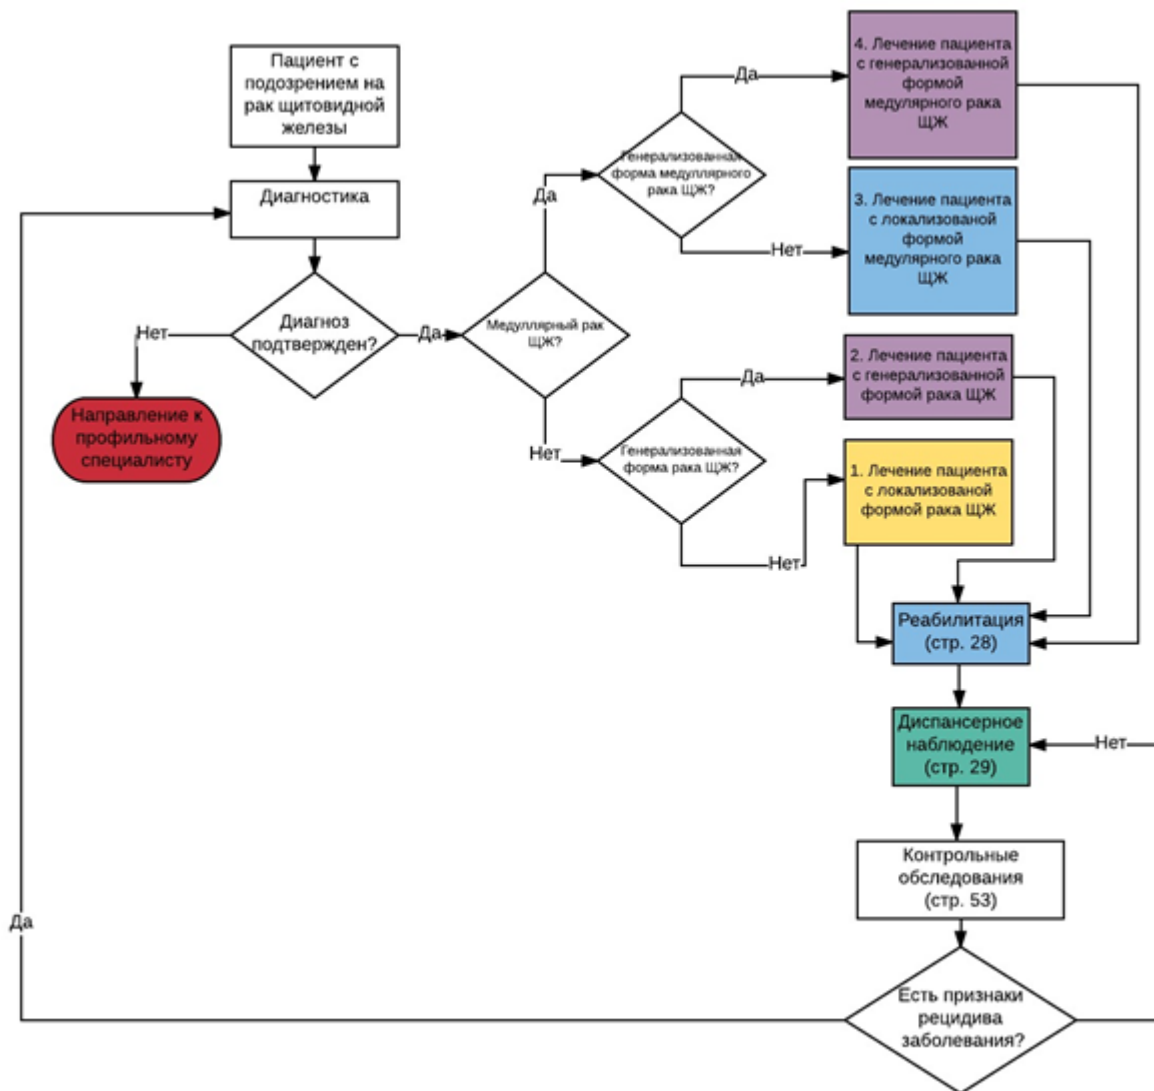 Пациент с
подозрением на
рак щитовидной
железы
Диагностика
Диагноз
подтвержден?
Нет
Направление к
профильному
специалисту
Да
Медуллярный рак
ЩЖ?
Да
Генерализованная
форма медуллярного
рака ЩЖ?
Да
4. Лечение пациента
с генерализованной
формой
медулярного рака
ЩЖ
Нет
3. Лечение пациента
с локализованой
формой
медулярного рака
ЩЖ
Нет
Генерализованная
форма рака ЩЖ?
Да
2. Лечение пациента
с генерализованной
формой рака ЩЖ
Нет
1. Лечение пациента
с локализованой
формой рака ЩЖ
Реабилитация
(стр. 28)
Диспансерное
наблюдение
(стр. 29)
Нет
Контрольные
обследования
(стр. 53)
Есть признаки
рецидива
заболевания?
Да